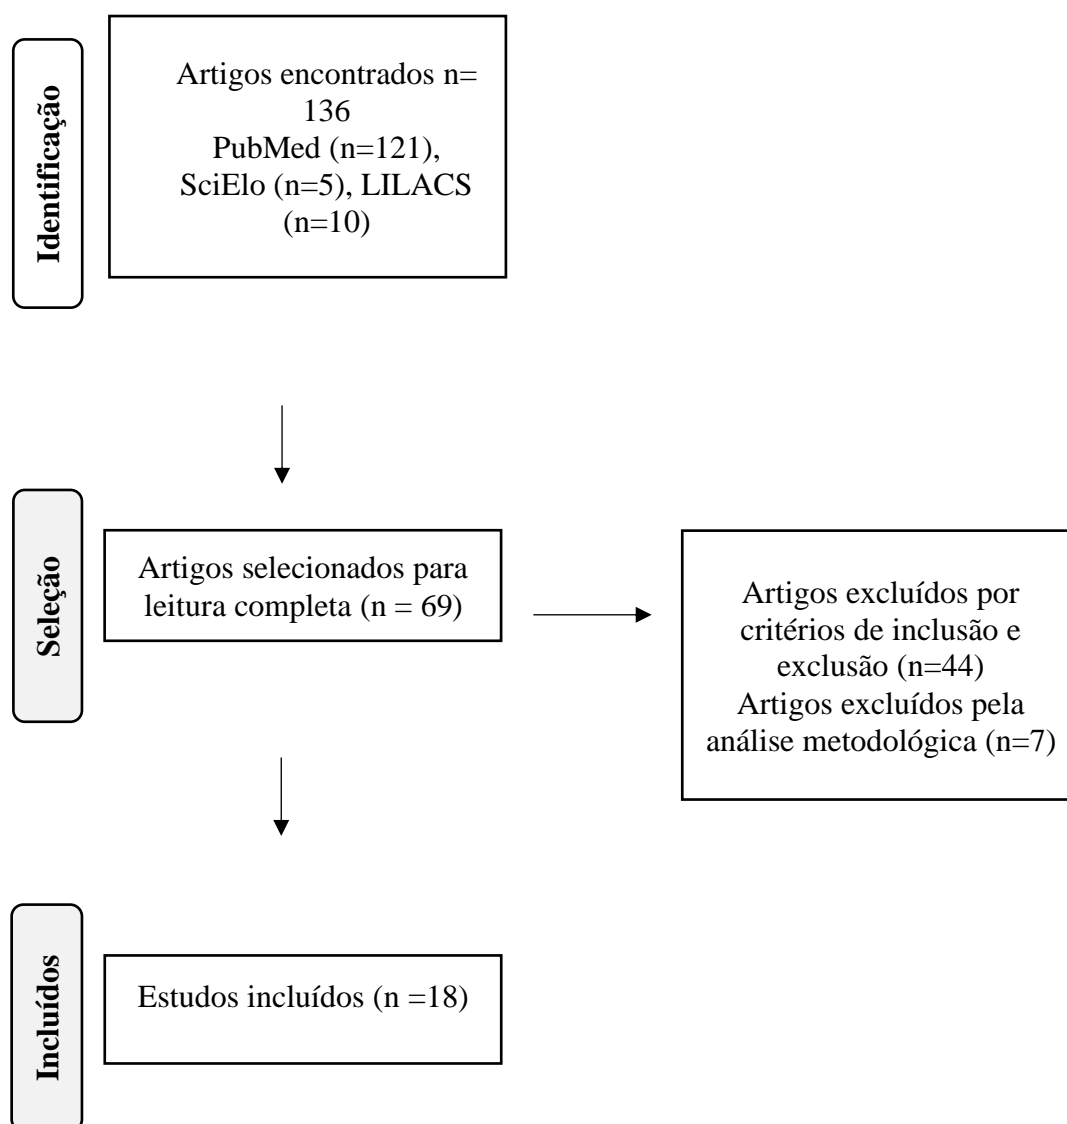 Identificação
Artigos encontrados n=
136
PubMed (n=121),
SciElo (n=5), LILACS
(n=10)
Seleção
Artigos selecionados para
leitura completa (n = 69)
Artigos excluídos por
critérios de inclusão e
exclusão (n=44)
Artigos excluídos pela
análise metodológica (n=7)
Incluídos
Estudos incluídos (n =18)